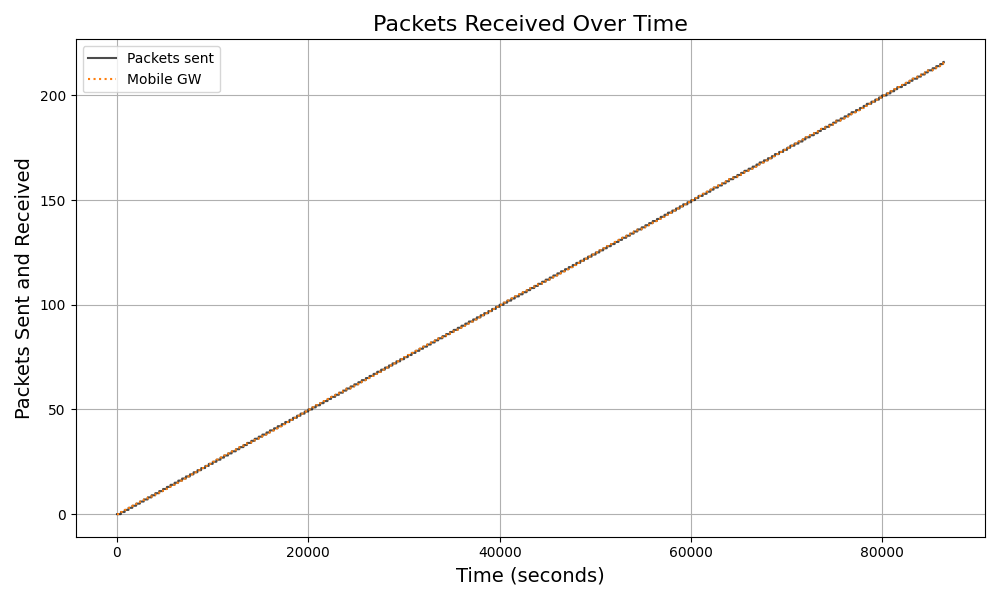 Packets Received Over Time
Packets sent
Mobile GW
Packets Sent and Received
200
150
100
50
0
0
20000
40000
60000
80000
Time (seconds)